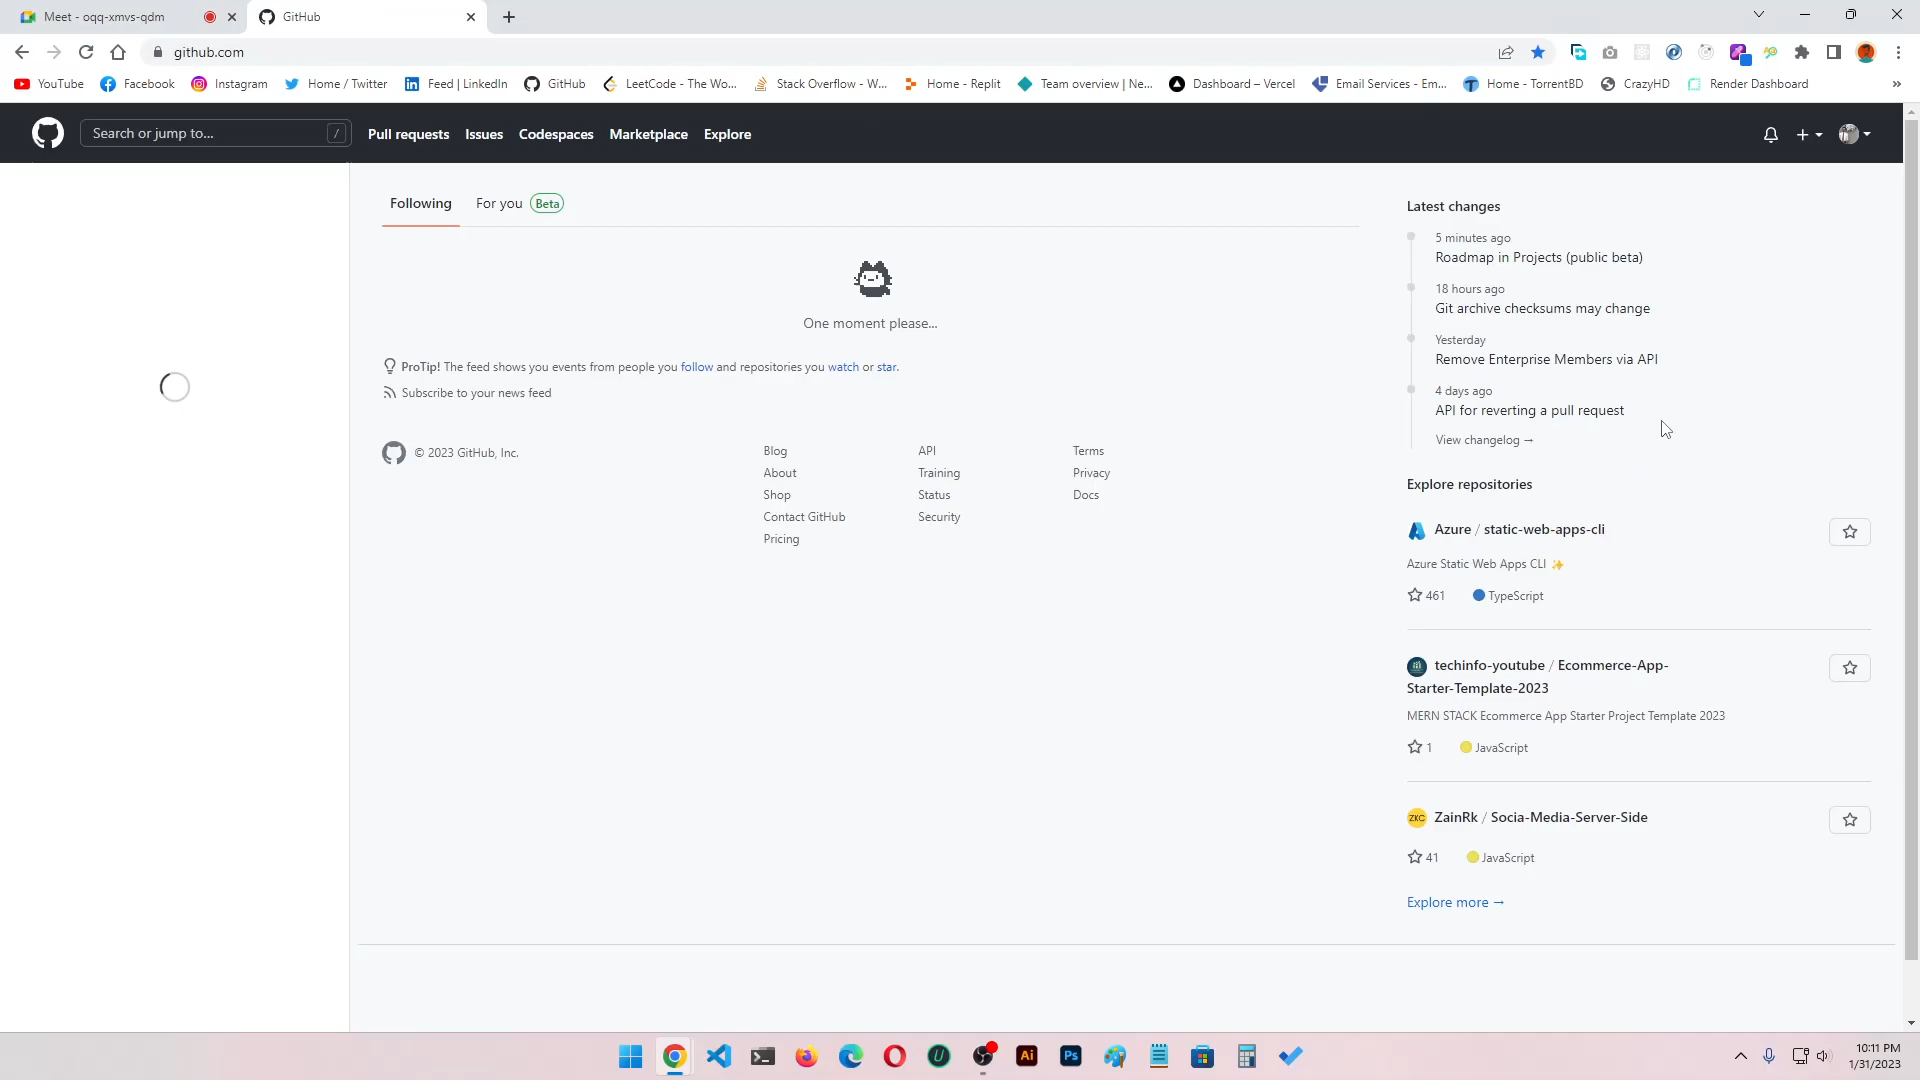 Meet - oqq-xmvs-qdm
GitHub
github.com
YouTube
Facebook
Instagram
Home / Twitter
Feed | LinkedIn
GitHub
LeetCode - The Wo...
Stack Overflow - W...
Home - Replit
Team overview | Ne...
Dashboard – Vercel
Email Services - Em...
Home - TorrentBD
CrazyHD
Render Dashboard
»
Search or jump to...
/
Pull requests
Issues
Codespaces
Marketplace
Explore
Following
For you Beta
One moment please...
ProTip! The feed shows you events from people you follow and repositories you watch or star.
Subscribe to your news feed
© 2023 GitHub, Inc.
Blog
About
Shop
Contact GitHub
Pricing
API
Training
Status
Security
Terms
Privacy
Docs
Latest changes
5 minutes ago
Roadmap in Projects (public beta)
18 hours ago
Git archive checksums may change
Yesterday
Remove Enterprise Members via API
4 days ago
API for reverting a pull request
View changelog →
Explore repositories
Azure / static-web-apps-cli
Azure Static Web Apps CLI ✨
461
TypeScript
techinfo-youtube / Ecommerce-App-
Starter-Template-2023
MERN STACK Ecommerce App Starter Project Template 2023
1
JavaScript
ZKC
ZainRk / Socia-Media-Server-Side
41
JavaScript
Explore more →
U
Ai
Ps
10:11 PM
1/31/2023